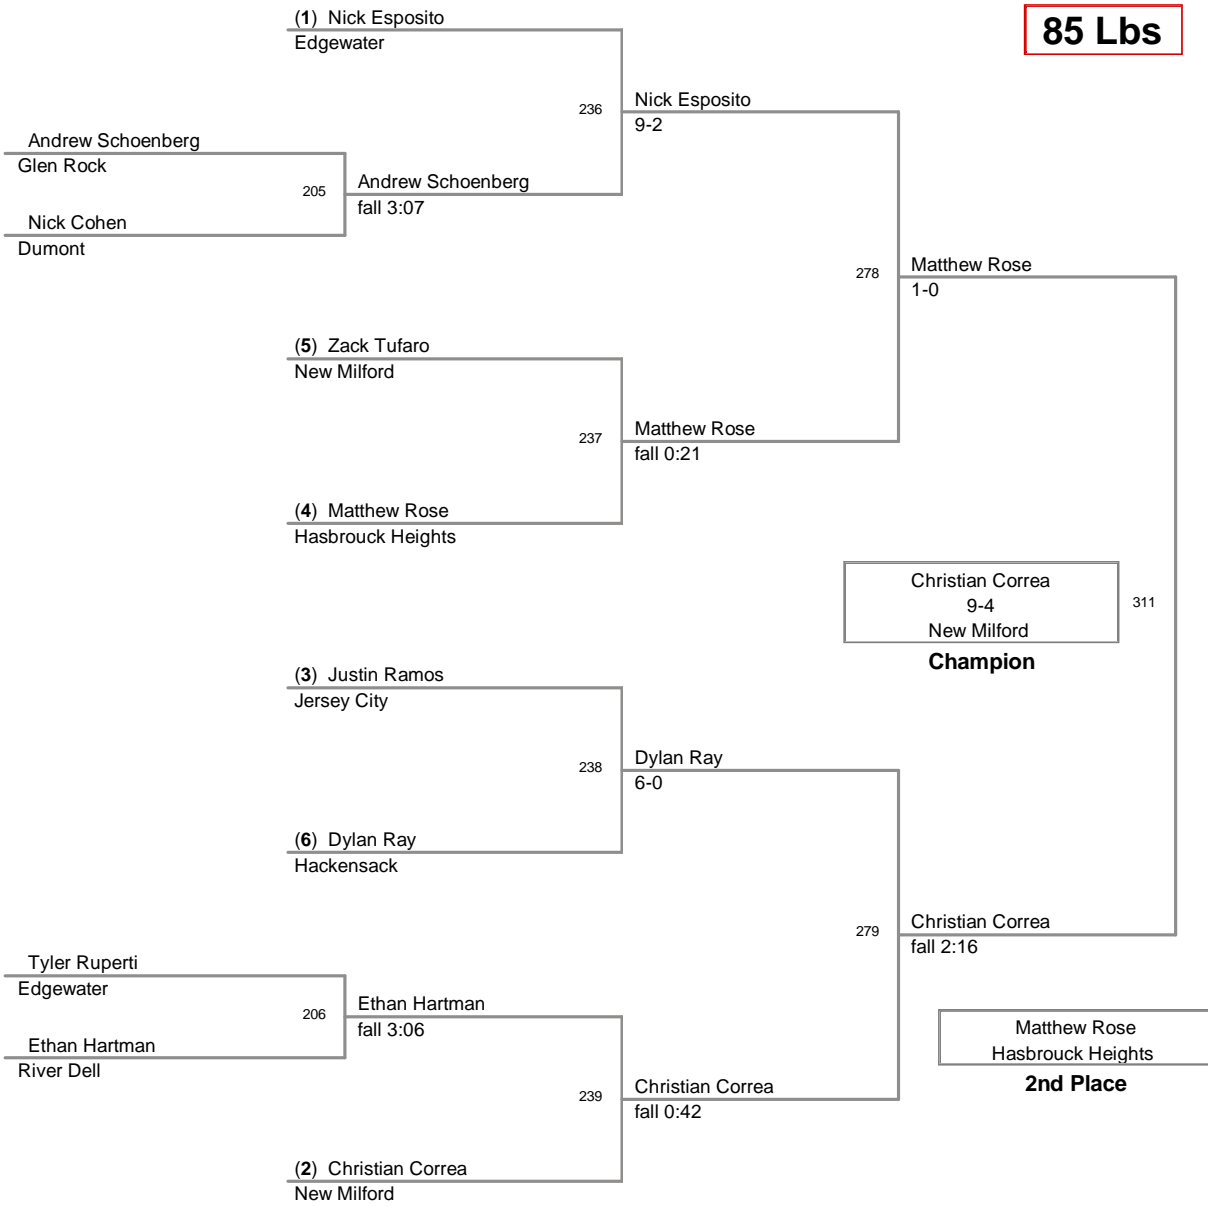 (1) Nick Esposito
Edgewater
85 Lbs
236
Nick Esposito
9-2
Andrew Schoenberg
Glen Rock
205
Andrew Schoenberg
fall 3:07
Nick Cohen
Dumont
278
Matthew Rose
1-0
(5) Zack Tufaro
New Milford
237
Matthew Rose
fall 0:21
(4) Matthew Rose
Hasbrouck Heights
Christian Correa
9-4
New Milford
Champion
311
(3) Justin Ramos
Jersey City
238
Dylan Ray
6-0
(6) Dylan Ray
Hackensack
279
Christian Correa
fall 2:16
Tyler Ruperti
Edgewater
206
Ethan Hartman
fall 3:06
Ethan Hartman
River Dell
Matthew Rose
Hasbrouck Heights
2nd Place
239
Christian Correa
fall 0:42
(2) Christian Correa
New Milford